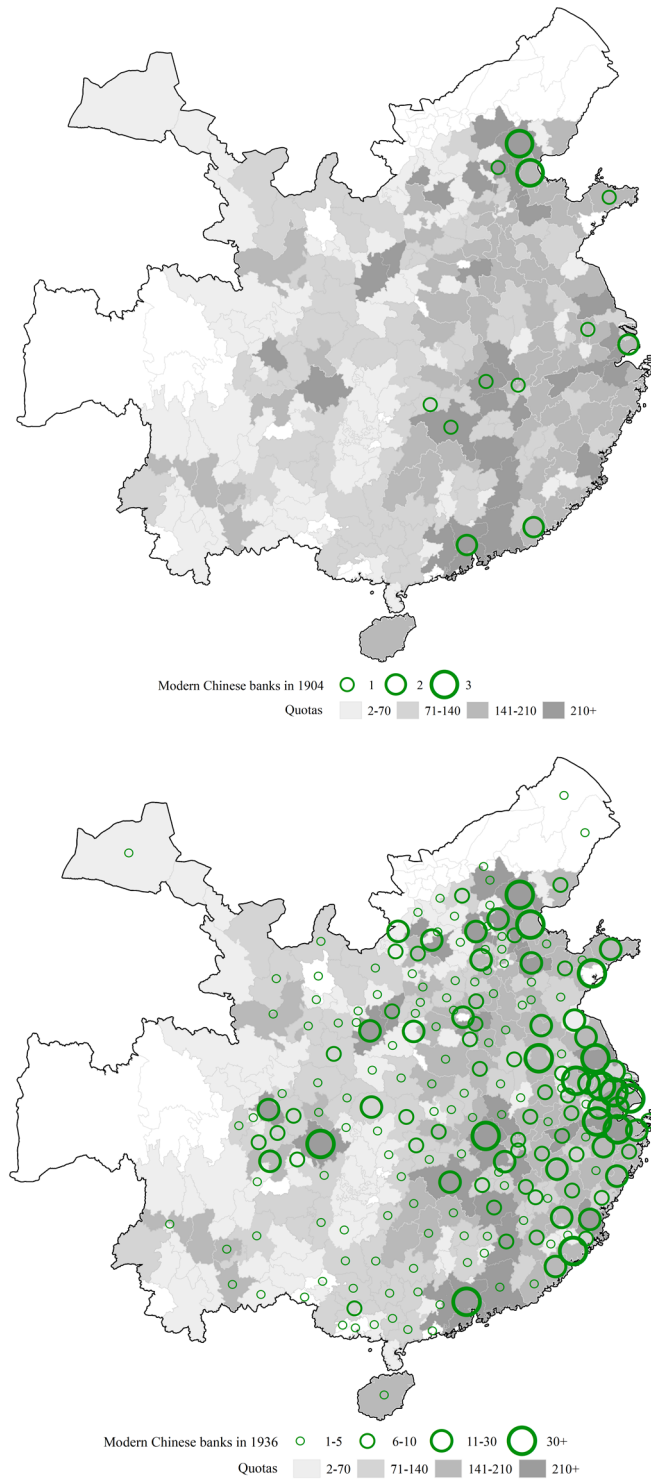 Modern Chinese banks in 1904 1 2 3
Quotas 2-70 71-140 141-210 210+
Modern Chinese banks in 1936 1-5 6-10 11-30 30+
Quotas 2-70 71-140 141-210 210+